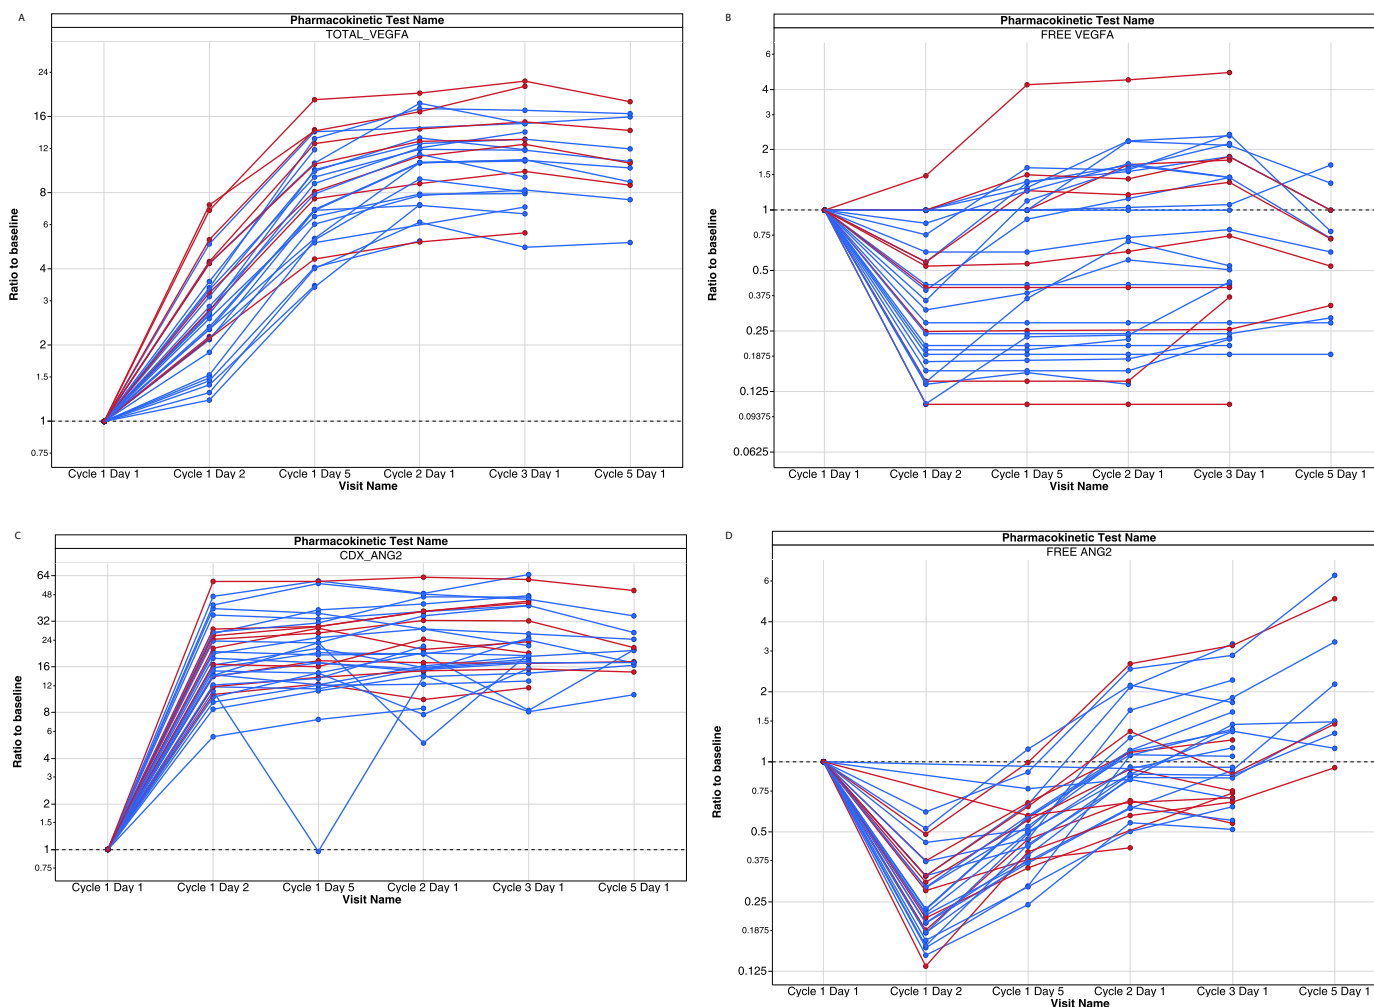 A
Pharmacokinetic Test Name
TOTAL_VEGFA
24
16
12
8
6
4
3
2
1.5
1
0.75
Ratio to baseline
Cycle 1 Day 1 Cycle 1 Day 2 Cycle 1 Day 5 Cycle 2 Day 1 Cycle 3 Day 1 Cycle 5 Day 1
Visit Name
B
Pharmacokinetic Test Name
FREE VEGFA
6
4
3
2
1.5
1
0.75
0.5
0.375
0.25
0.1875
0.125
0.09375
0.0625
Ratio to baseline
Cycle 1 Day 1 Cycle 1 Day 2 Cycle 1 Day 5 Cycle 2 Day 1 Cycle 3 Day 1 Cycle 5 Day 1
Visit Name
C
Pharmacokinetic Test Name
CDX_ANG2
64
48
32
24
16
12
8
6
4
3
2
1.5
1
0.75
Ratio to baseline
Cycle 1 Day 1 Cycle 1 Day 2 Cycle 1 Day 5 Cycle 2 Day 1 Cycle 3 Day 1 Cycle 5 Day 1
Visit Name
D
Pharmacokinetic Test Name
FREE ANG2
6
4
3
2
1.5
1
0.75
0.5
0.375
0.25
0.1875
0.125
Ratio to baseline
Cycle 1 Day 1 Cycle 1 Day 2 Cycle 1 Day 5 Cycle 2 Day 1 Cycle 3 Day 1 Cycle 5 Day 1
Visit Name